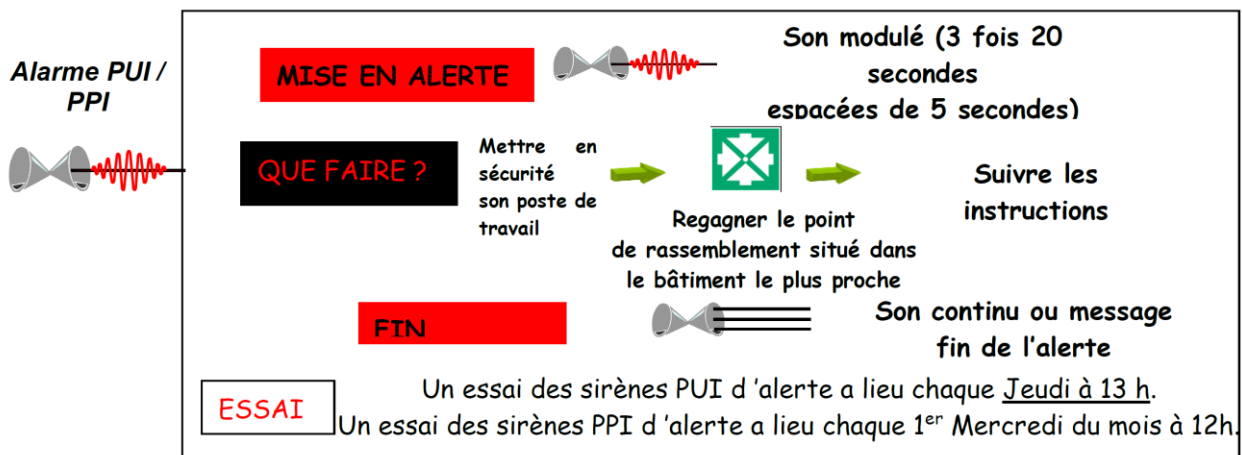 Alarme PUI /
PPI
MISE EN ALERTE
Son modulé (3 fois 20
secondes
espacées de 5 secondes)
QUE FAIRE ?
Mettre en
sécurité
son poste de
travail
Regagner le point
de rassemblement situé dans
le bâtiment le plus proche
Suivre les
instructions
FIN
Son continu ou message
fin de l'alerte
ESSAI
Un essai des sirènes PUI d 'alerte a lieu chaque Jeudi à 13 h.
Un essai des sirènes PPI d 'alerte a lieu chaque 1er Mercredi du mois à 12h.